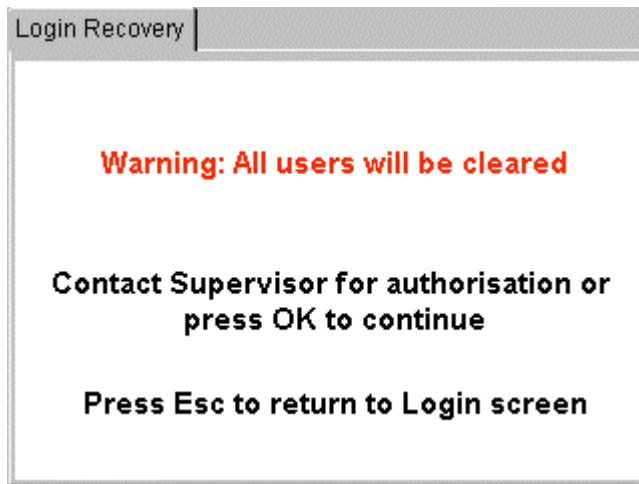 Login Recovery
Warning: All users will be cleared
Contact Supervisor for authorisation or
press OK to continue
Press Esc to return to Login screen